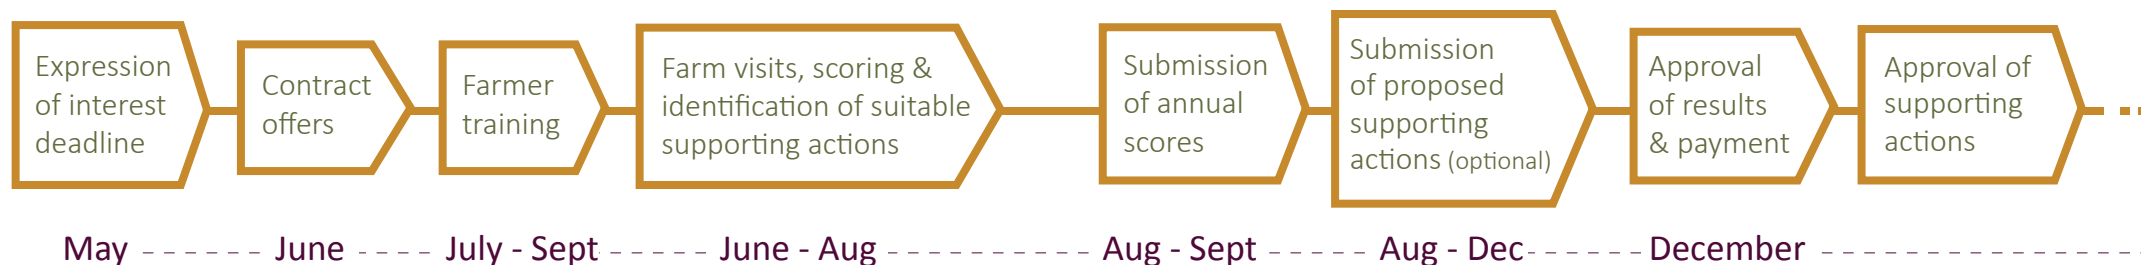 Expression
of interest
deadline
Contract
offers
Farmer
training
Farm visits, scoring &
identification of suitable
supporting actions
Submission
of annual
scores
Submission
of proposed
supporting
actions (optional)
Approval
of results
& payment
Approval of
supporting
actions
May
June
July - Sept
June - Aug
Aug - Sept
Aug - Dec
December